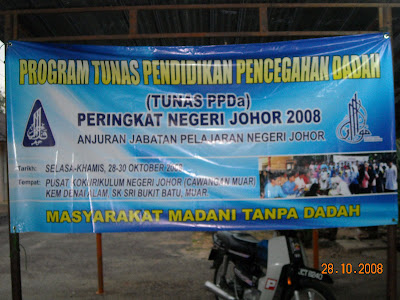 PROGRAM TUNAS PENDIDIKAN PENCEGAHAN DADAH
(TUNAS PPDa)
PERINGKAT NEGERI JOHOR 2008
ANJURAN JABATAN PELAJARAN NEGERI JOHOR
Tarikh: SELASA-KHAMIS, 28-30 OKTOBER 2008
Tempat: PUSAT KOKURIKULUM NEGERI JOHOR (CAWANGAN MUAR)
KEM DENAI ALAM, SK SRI BUKIT BATU, MUAR
MASYARAKAT MADANI TANPA DADAH
28.10.2008